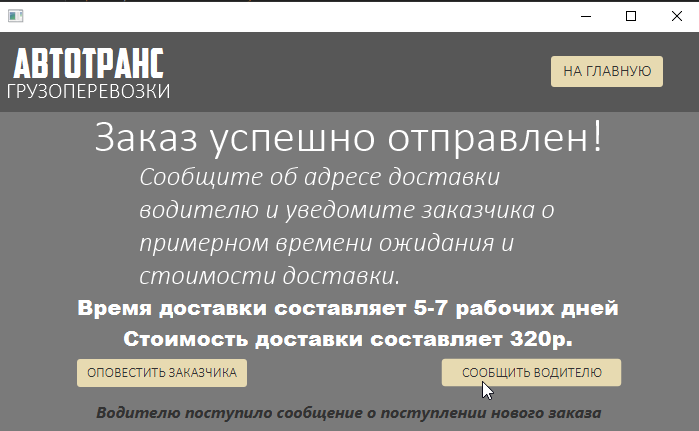 АВТОТРАНС
ГРУЗОПЕРЕВОЗКИ
НА ГЛАВНУЮ
Заказ успешно отправлен!
Сообщите об адресе доставки
водителю и уведомите заказчика о
примерном времени ожидания и
стоимости доставки.
Время доставки составляет 5-7 рабочих дней
Стоимость доставки составляет 320р.
ОПОВЕСТИТЬ ЗАКАЗЧИКА
СООБЩИТЬ ВОДИТЕЛЮ
Водителю поступило сообщение о поступлении нового заказа